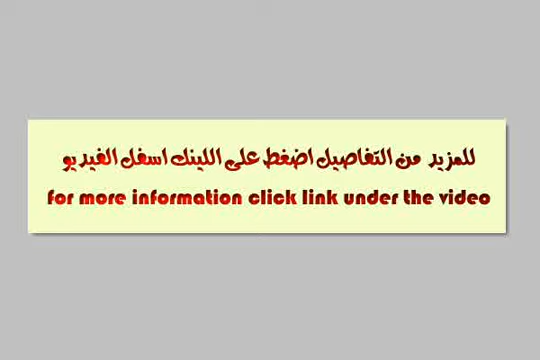 للمزيد من التفاصيل اضغط على اللينك اسفل الفيديو
for more information click link under the video